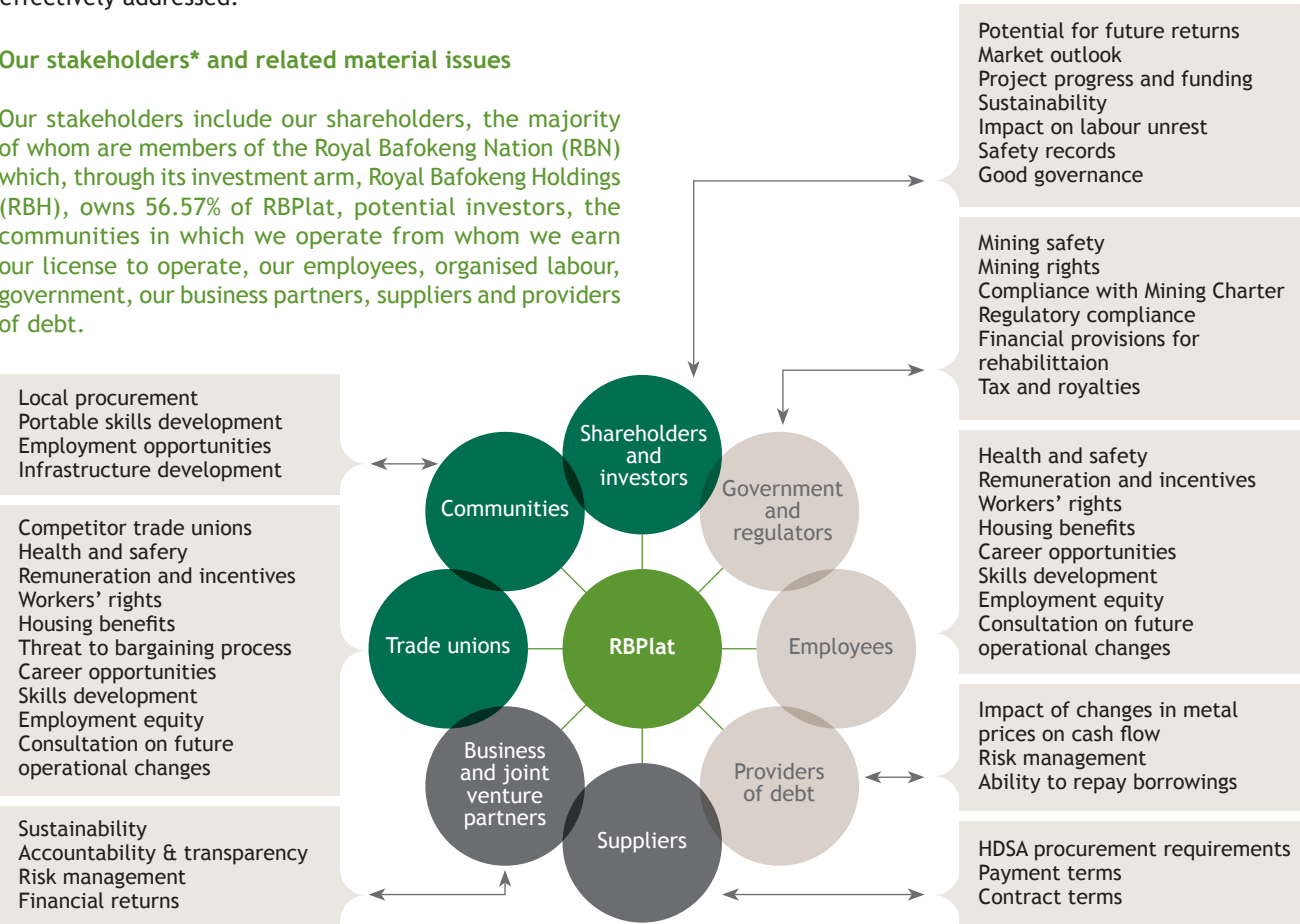 effectively addressed.
Our stakeholders* and related material issues
Our stakeholders include our shareholders, the majority
of whom are members of the Royal Bafokeng Nation (RBN)
which, through its investment arm, Royal Bafokeng Holdings
(RBH), owns 56.57% of RBPlat, potential investors, the
communities in which we operate from whom we earn
our license to operate, our employees, organised labour,
government, our business partners, suppliers and providers
of debt.
Potential for future returns
Market outlook
Project progress and funding
Sustainability
Impact on labour unrest
Safety records
Good governance
Mining safety
Mining rights
Compliance with Mining Charter
Regulatory compliance
Financial provisions for
rehabilittaion
Tax and royalties
Local procurement
Portable skills development
Employment opportunities
Infrastructure development
Competitor trade unions
Health and safery
Remuneration and incentives
Workers' rights
Housing benefits
Threat to bargaining process
Career opportunities
Skills development
Employment equity
Consultation on future
operational changes
Sustainability
Accountability & transparency
Risk management
Financial returns
Shareholders
and
investors
Government
and
regulators
Communities
Trade unions
RBPlat
Employees
Business
and joint
venture
partners
Providers
of debt
Suppliers
Health and safety
Remuneration and incentives
Workers' rights
Housing benefits
Career opportunities
Skills development
Employment equity
Consultation on future
operational changes
Impact of changes in metal
prices on cash flow
Risk management
Ability to repay borrowings
HDSA procurement requirements
Payment terms
Contract terms